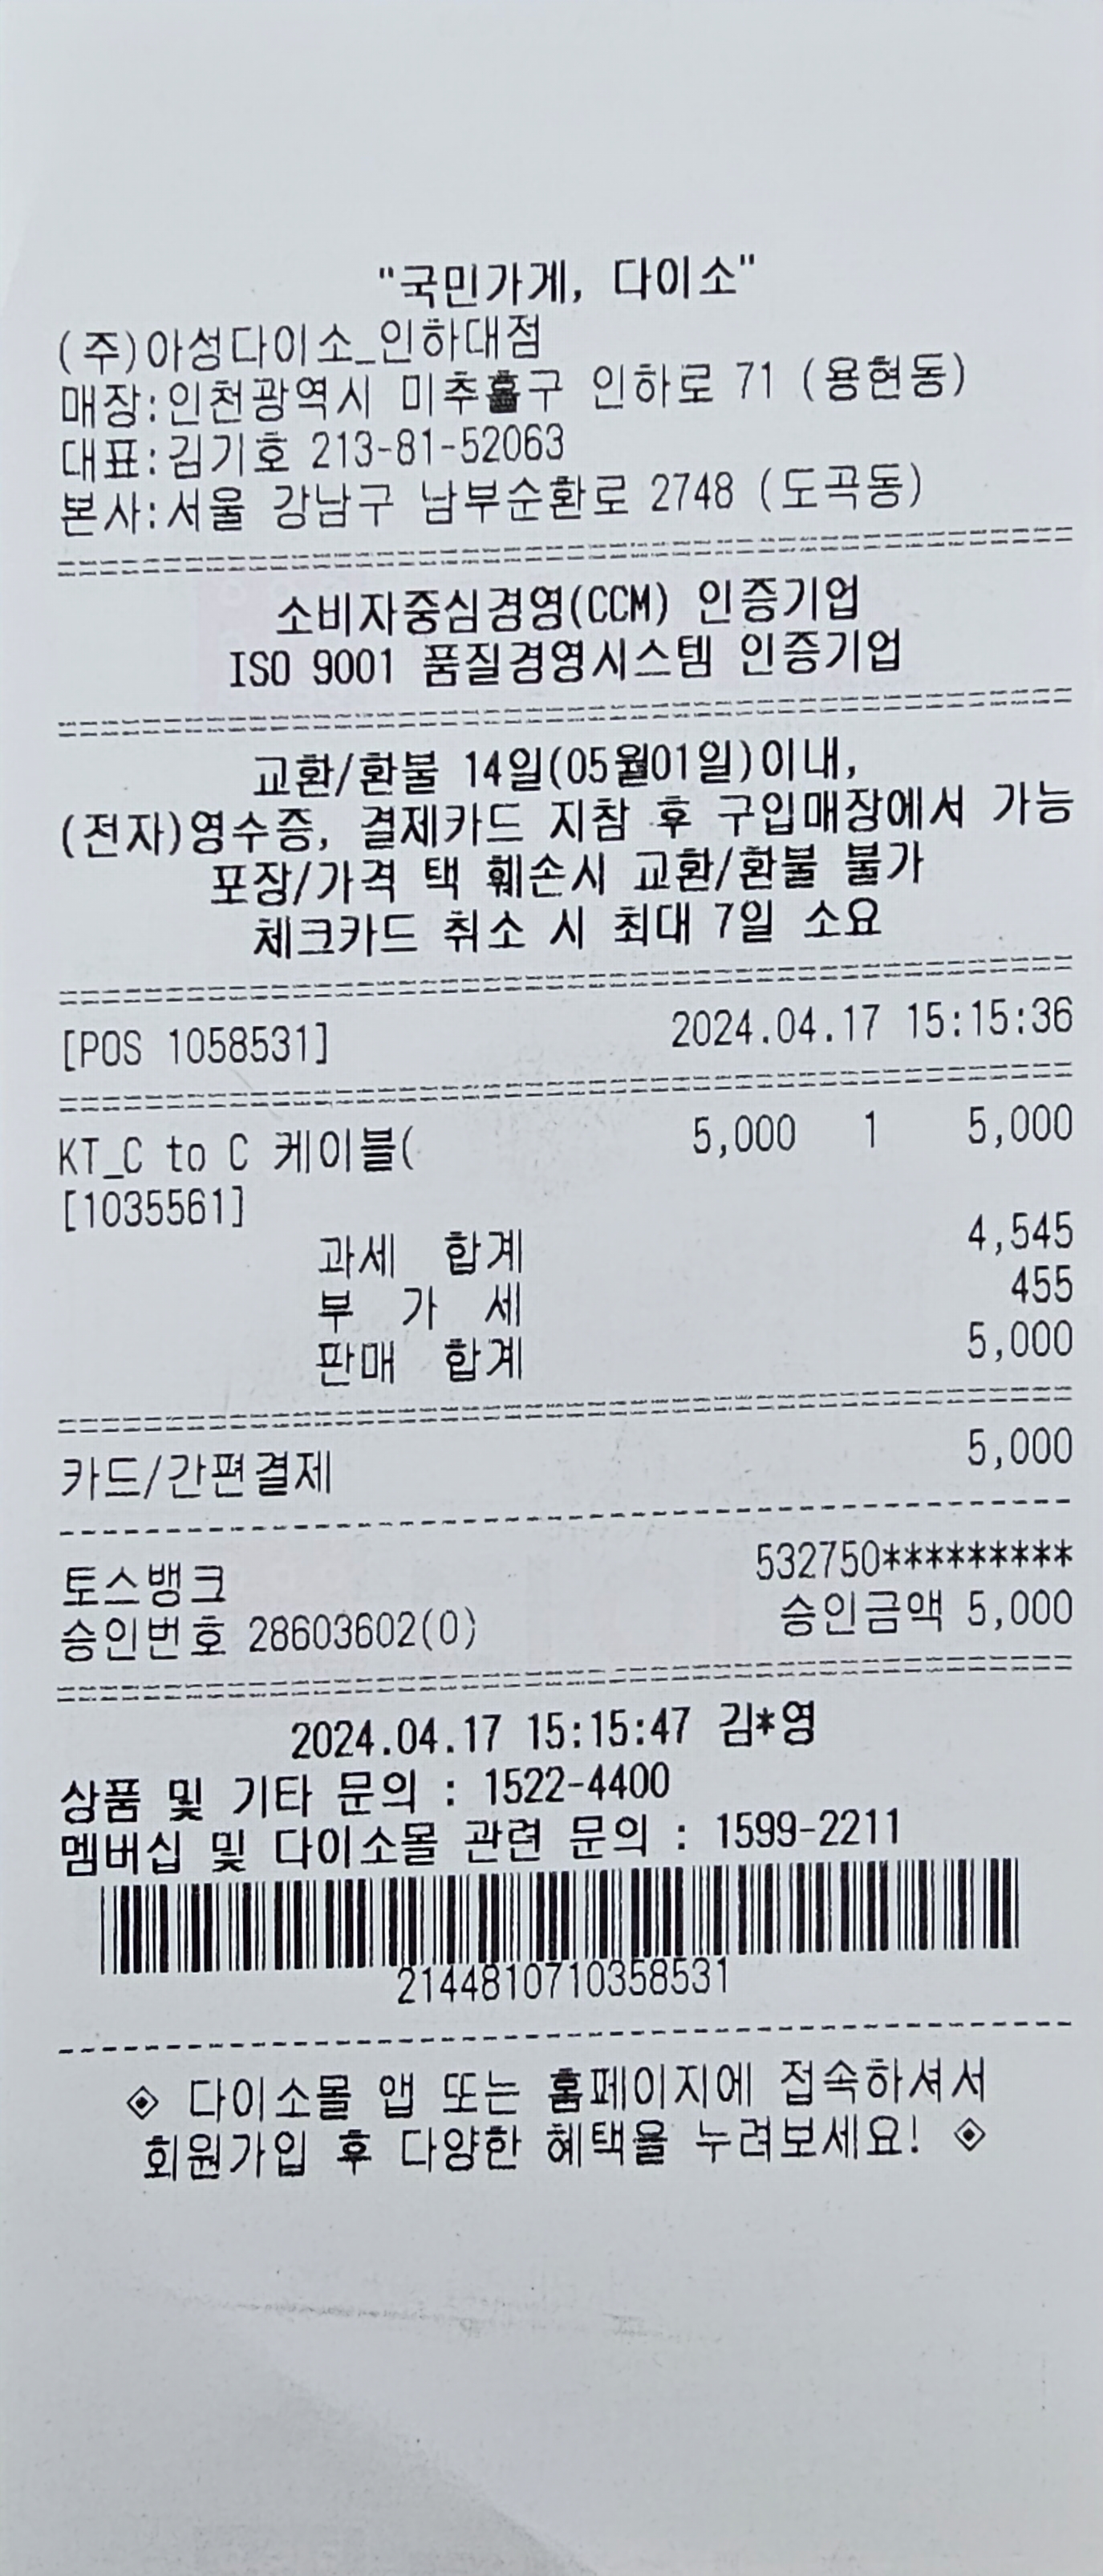 "국민가게, 다이소"
(주)아성다이소_인하대점
매장:인천광역시 미추홀구 인하로 71 (용현동)
대표:김기호 213-81-52063
본사:서울 강남구 남부순환로 2748 (도곡동)
소비자중심경영(CCM) 인증기업
ISO 9001 품질경영시스템 인증기업
교환/환불 14일(05월01일)이내,
(전자)영수증, 결제카드 지참 후 구입매장에서 가능
포장/가격 택 훼손시 교환/환불 불가
체크카드 취소 시 최대 7일 소요
[POS 1058531] 2024.04.17 15:15:36
KT_C to C 케이블( 5,000 1 5,000
[1035561]
과세 합계 4,545
부 가 세 455
판매 합계 5,000
카드/간편결제 5,000
토스뱅크 532750*********
승인번호 28603602(0) 승인금액 5,000
2024.04.17 15:15:47 김*영
상품 및 기타 문의 : 1522-4400
멤버십 및 다이소몰 관련 문의 : 1599-2211
2144810710358531
◈ 다이소몰 앱 또는 홈페이지에 접속하셔서
회원가입 후 다양한 혜택을 누려보세요! ◈